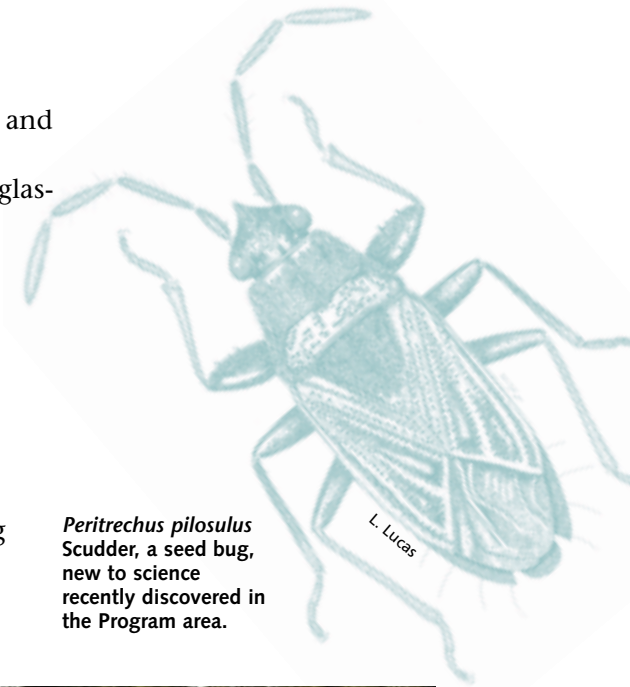 and
glas-
g
Peritrechus pilosulus
Scudder, a seed bug,
new to science
recently discovered in
the Program area.
L. Lucas